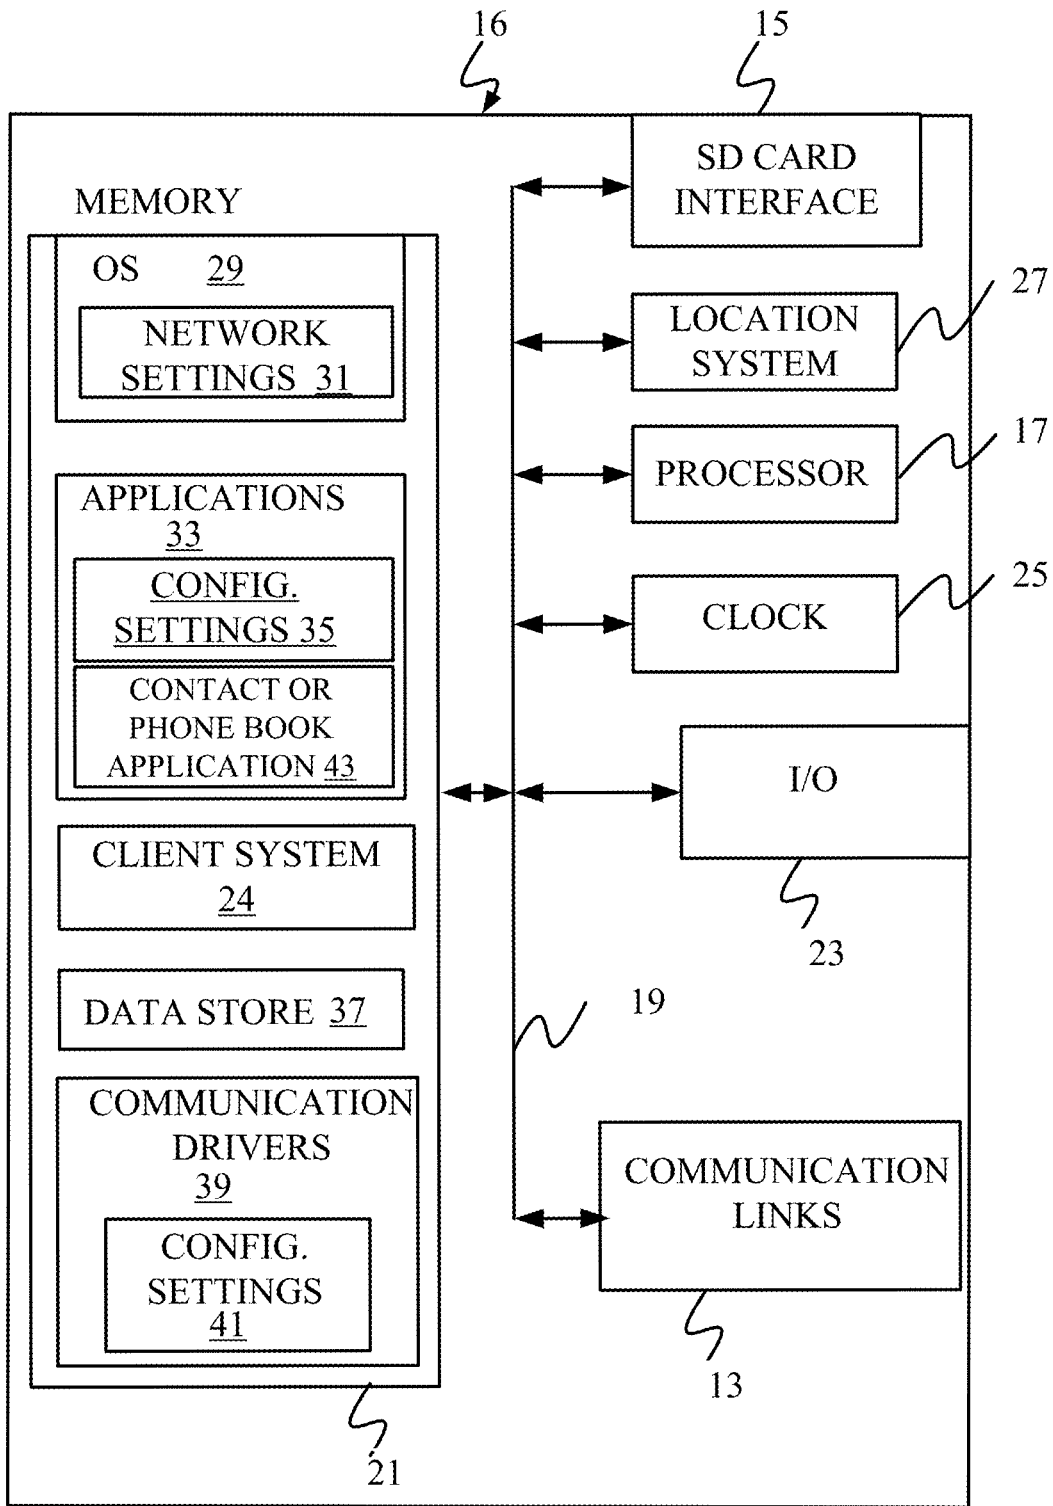 16
15
SD CARD
INTERFACE
MEMORY
OS 29
NETWORK
SETTINGS 31
27
LOCATION
SYSTEM
17
PROCESSOR
APPLICATIONS
33
CONFIG.
SETTINGS 35
25
CLOCK
CONTACT OR
PHONE BOOK
APPLICATION 43
I/O
23
CLIENT SYSTEM
24
19
DATA STORE 37
COMMUNICATION
DRIVERS
39
CONFIG.
SETTINGS
41
COMMUNICATION
LINKS
13
21